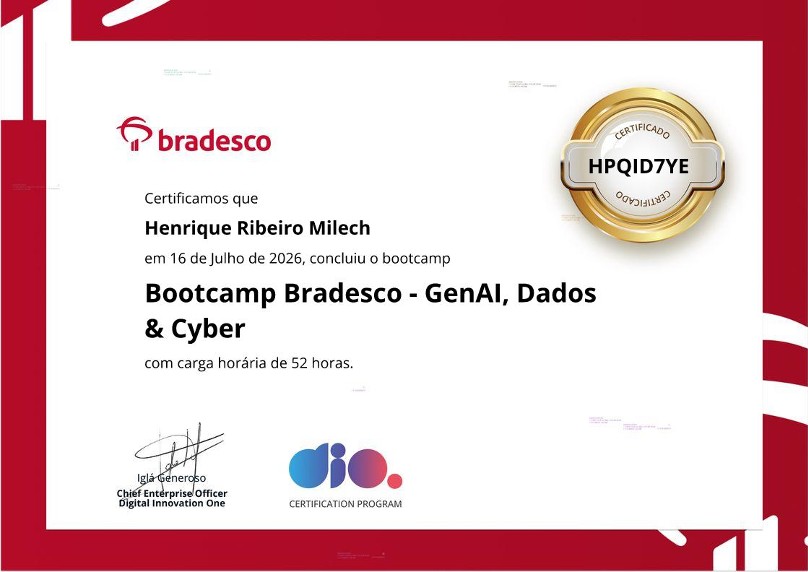 bradesco
CERTIFICADO
HPQID7YE
CERTIFICADO
Certificamos que
Henrique Ribeiro Milech
em 16 de Julho de 2026, concluiu o bootcamp
Bootcamp Bradesco - GenAI, Dados
& Cyber
com carga horária de 52 horas.
Iglá Generoso
Chief Enterprise Officer
Digital Innovation One
dio.
CERTIFICATION PROGRAM